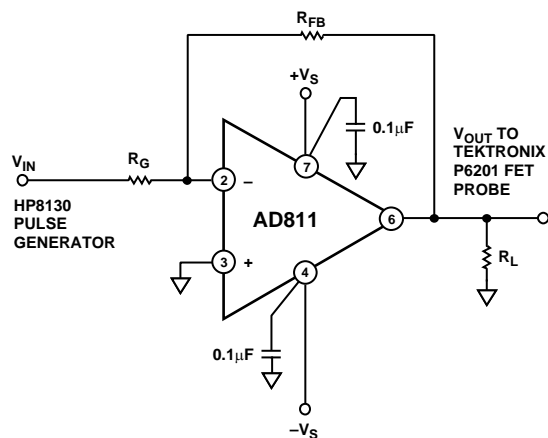 R_FB
+V_S
0.1μF
V_OUT TO
TEKTRONIX
P6201 FET
PROBE
V_IN
R_G
7
2
−
AD811
6
HP8130
PULSE
GENERATOR
3
+
4
R_L
0.1μF
−V_S